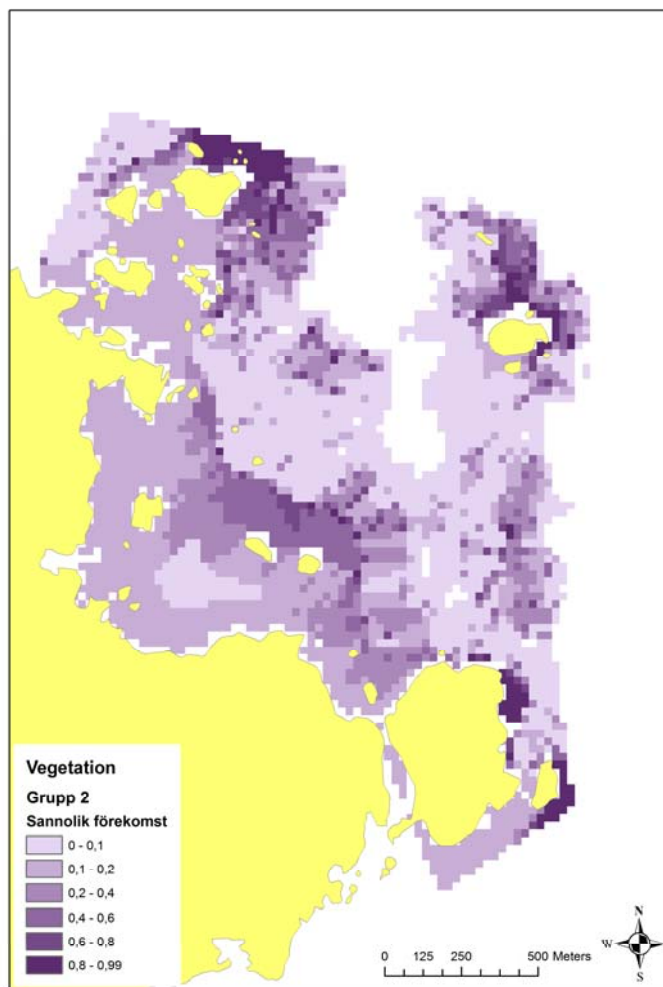 Vegetation
Grupp 2
Sannolik förekomst
0 - 0,1
0,1 - 0,2
0,2 - 0,4
0,4 - 0,6
0,6 - 0,8
0,8 - 0,99
0 125 250 500 Meters
N
W E
S